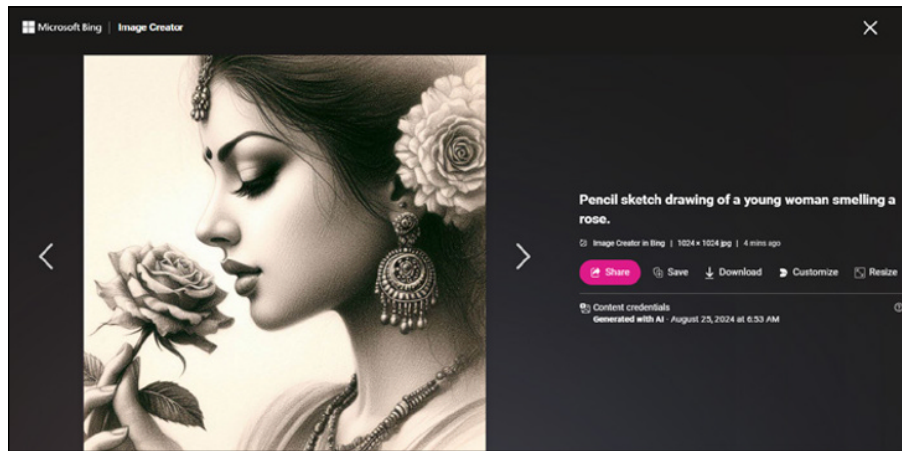 Microsoft Bing | Image Creator
Pencil sketch drawing of a young woman smelling a
rose.
Image Creator in Bing | 1024 × 1024 jpg | 4 mins ago
Share Save Download Customize Resize
Content credentials
Generated with AI · August 25, 2024 at 6:53 AM